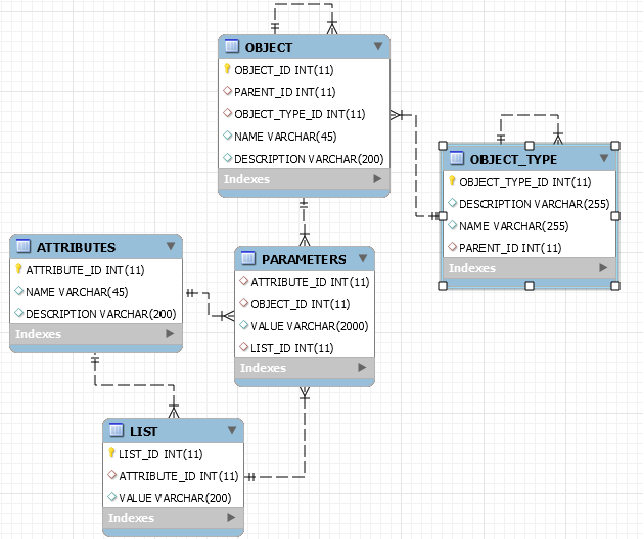 OBJECT
OBJECT_ID INT(11)
PARENT_ID INT(11)
OBJECT_TYPE_ID INT(11)
NAME VARCHAR(45)
DESCRIPTION VARCHAR(200)
Indexes
OBJECT_TYPE
OBJECT_TYPE_ID INT(11)
DESCRIPTION VARCHAR(255)
NAME VARCHAR(255)
PARENT_ID INT(11)
Indexes
ATTRIBUTES
ATTRIBUTE_ID INT(11)
NAME VARCHAR(45)
DESCRIPTION VARCHAR(200)
Indexes
PARAMETERS
ATTRIBUTE_ID INT(11)
OBJECT_ID INT(11)
VALUE VARCHAR(2000)
LIST_ID INT(11)
Indexes
LIST
LIST_ID INT(11)
ATTRIBUTE_ID INT(11)
VALUE VARCHAR(200)
Indexes